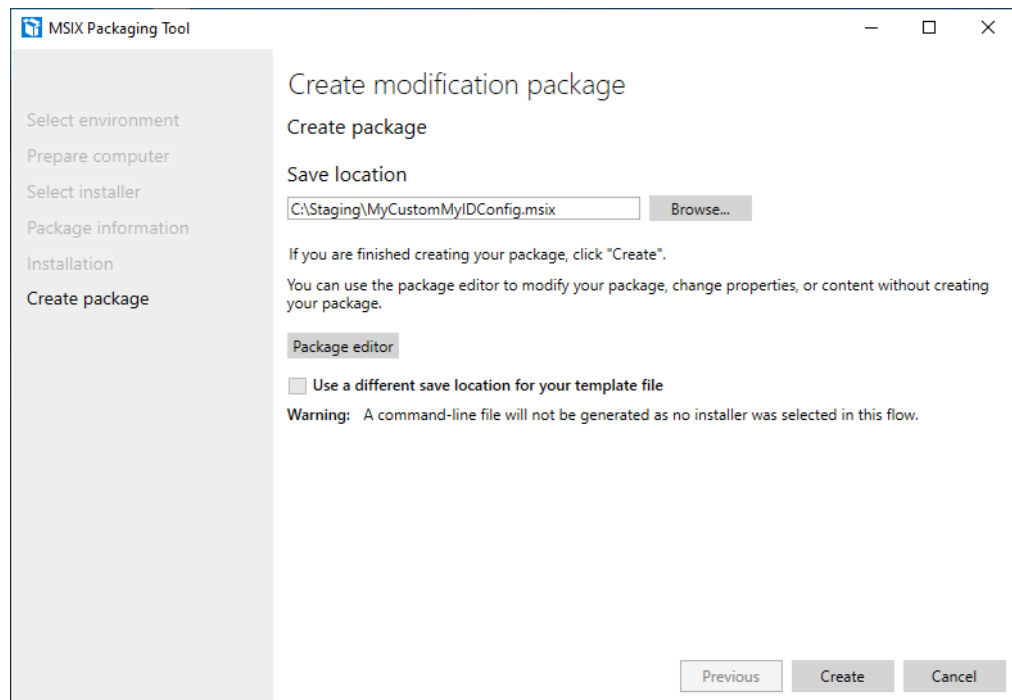 MSIX Packaging Tool
Select environment
Prepare computer
Select installer
Package information
Installation
Create package
Create modification package
Create package
Save location
C:\Staging\MyCustomMyIDConfig.msix
Browse...
If you are finished creating your package, click "Create".
You can use the package editor to modify your package, change properties, or content without creating
your package.
Package editor
Use a different save location for your template file
Warning: A command-line file will not be generated as no installer was selected in this flow.
Previous
Create
Cancel